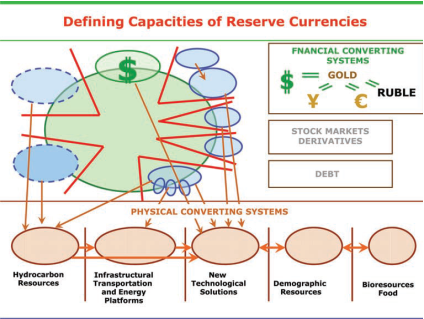 Defining Capacities of Reserve Currencies
$
FNANCIAL CONVERTING
SYSTEMS
$ = GOLD
¥ € RUBLE
STOCK MARKETS
DERIVATIVES
DEBT
PHYSICAL CONVERTING SYSTEMS
Hydrocarbon
Resources
Infrastructural
Transportation
and Energy
Platforms
New
Technological
Solutions
Demographic
Resources
Bioresources
Food